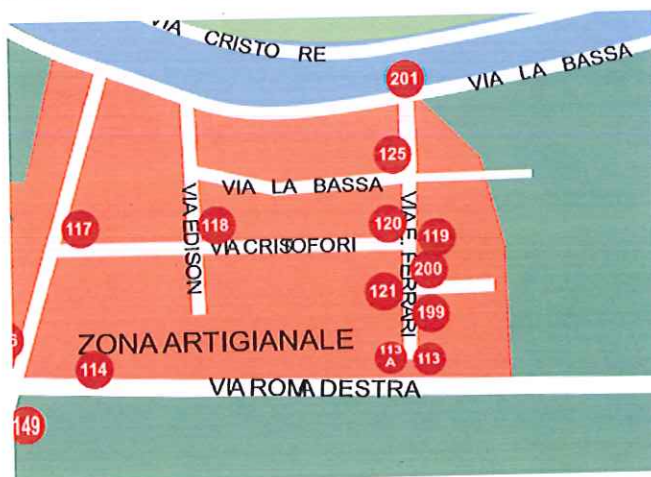 VIA CRISTO RE
201
VIA LA BASSA
125
VIA LA BASSA
117
118
120
119
VIA EDISON
VIA CRISOFORI
VIA E. FERRARI
200
121
199
ZONA ARTIGIANALE
113 A
113
114
VIA ROMA DESTRA
149